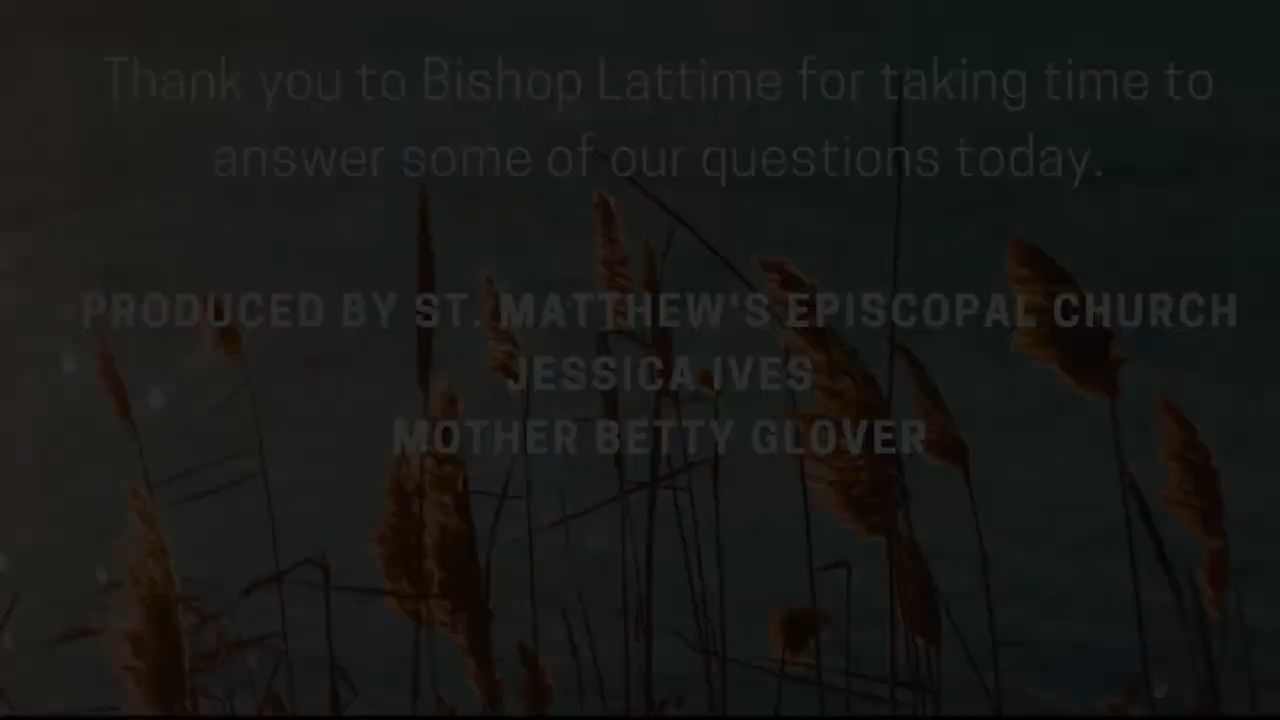 Thank you to Bishop Lattime for taking time to
answer some of our questions today.
PRODUCED BY ST. MATTHEW'S EPISCOPAL CHURCH
JESSICA IVES
MOTHER BETTY GLOVER